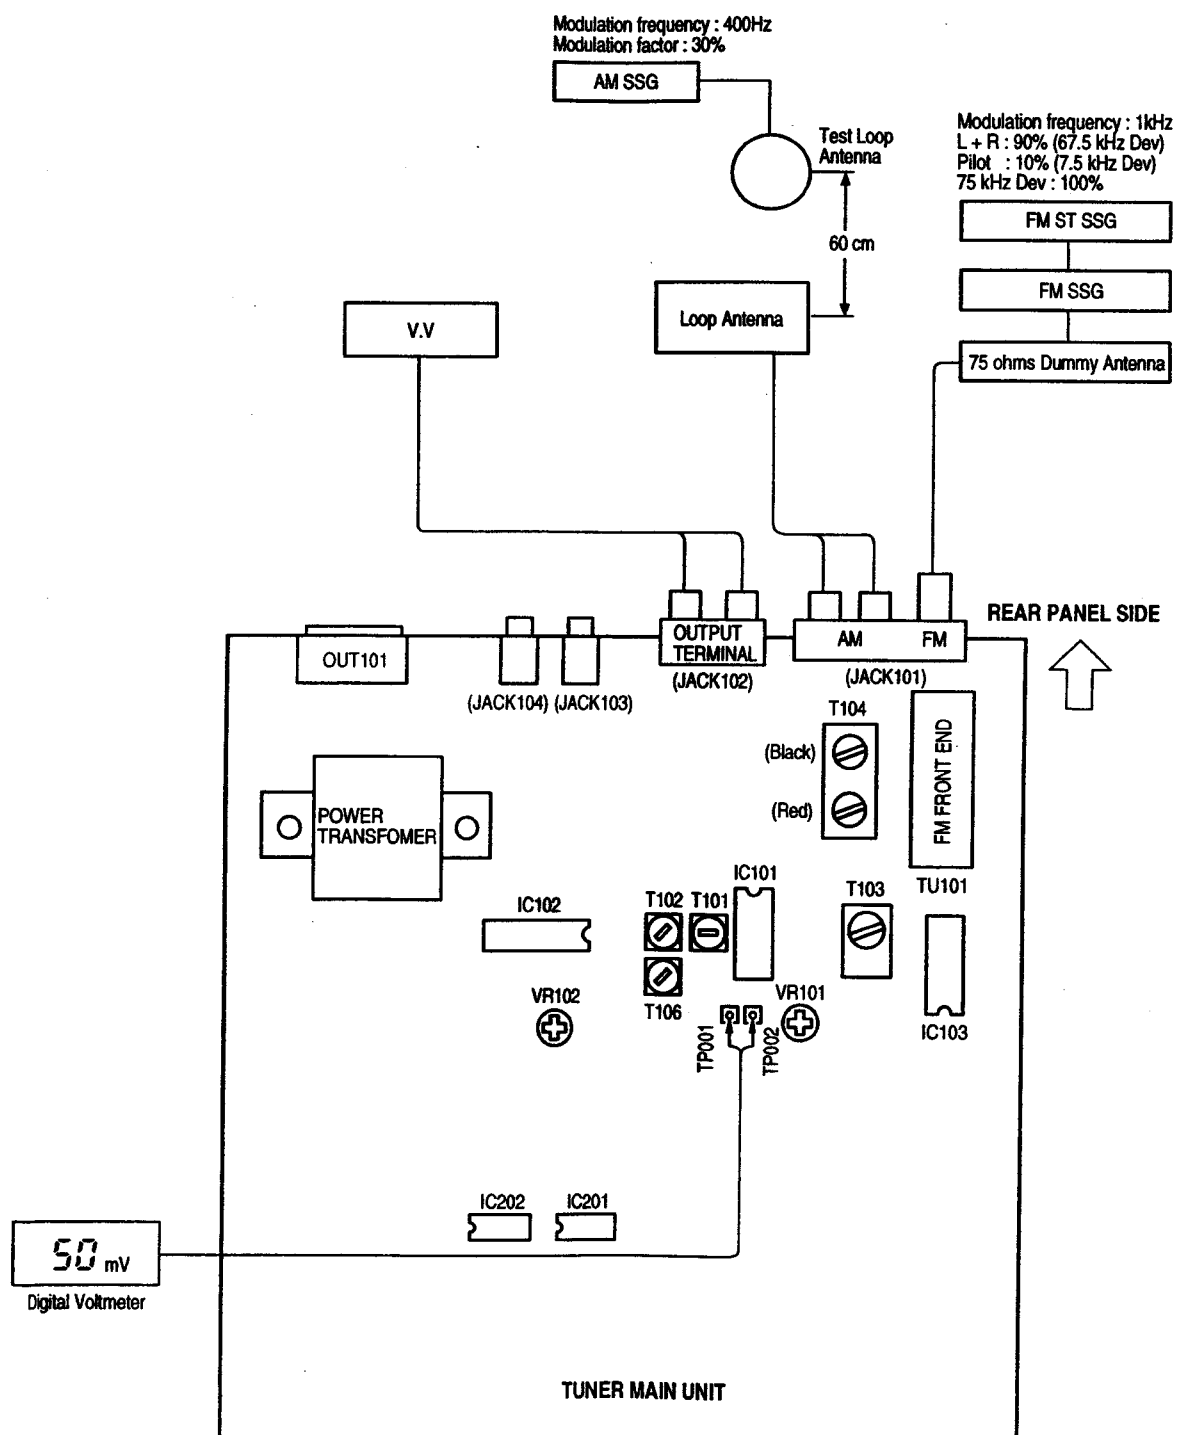 Modulation frequency : 400Hz
Modulation factor : 30%
AM SSG
Test Loop
Antenna
Modulation frequency : 1kHz
L + R : 90% (67.5 kHz Dev)
Pilot : 10% (7.5 kHz Dev)
75 kHz Dev : 100%
FM ST SSG
60 cm
FM SSG
V.V
Loop Antenna
75 ohms Dummy Antenna
REAR PANEL SIDE
OUT101
OUTPUT
TERMINAL
AM FM
(JACK104) (JACK103)
(JACK102)
(JACK101)
T104
(Black)
(Red)
FM FRONT END
POWER
TRANSFOMER
IC101
TU101
T103
T102 T101
IC102
VR102
T106
VR101
TP001
TP002
IC103
IC202
IC201
50 mV
Digital Voltmeter
TUNER MAIN UNIT